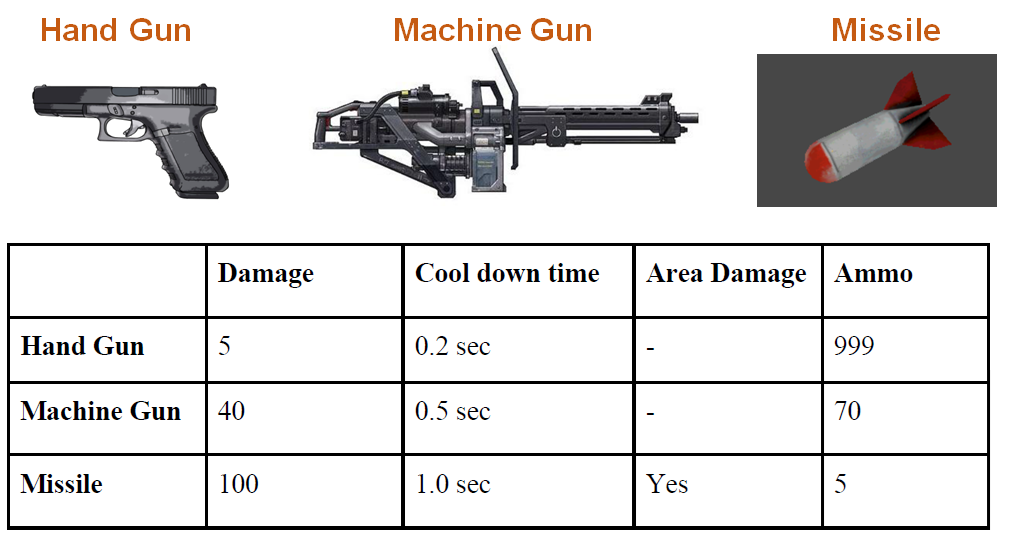 Hand Gun Machine Gun Missile
Damage Cool down time Area Damage Ammo
Hand Gun 5 0.2 sec - 999
Machine Gun 40 0.5 sec - 70
Missile 100 1.0 sec Yes 5